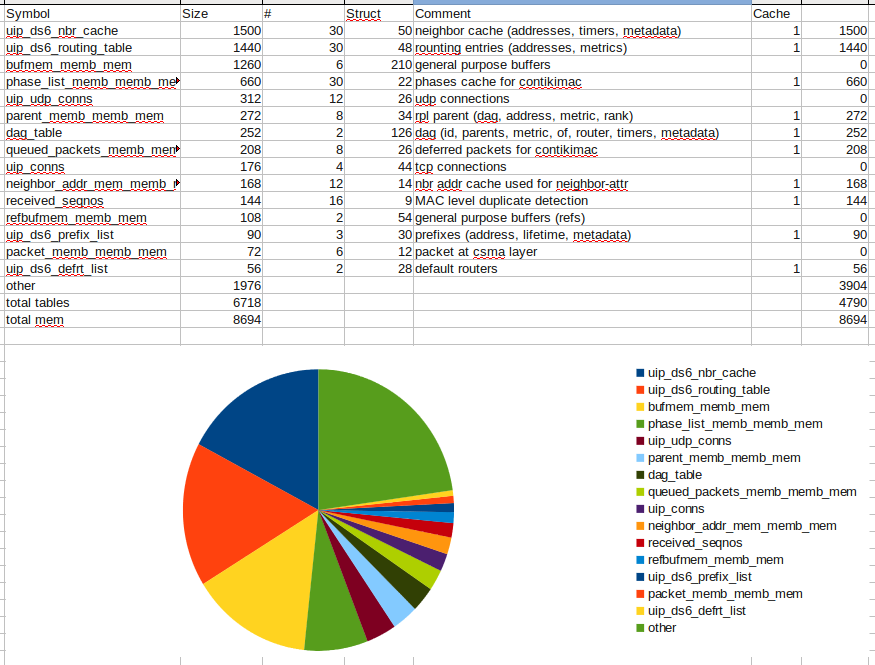 Symbol Size # Struct Comment Cache
uip_ds6_nbr_cache 1500 30 50 neighbor cache (addresses, timers, metadata) 1 1500
uip_ds6_routing_table 1440 30 48 rounting entries (addresses, metrics) 1 1440
bufmem_memb_mem 1260 6 210 general purpose buffers 0
phase_list_memb_memb_me 660 30 22 phases cache for contikimac 1 660
uip_udp_conns 312 12 26 udp connections 0
parent_memb_memb_mem 272 8 34 rpl parent (dag, address, metric, rank) 1 272
dag_table 252 2 126 dag (id, parents, metric, of, router, timers, metadata) 1 252
queued_packets_memb_mem 208 8 26 deferred packets for contikimac 1 208
uip_conns 176 4 44 tcp connections 0
neighbor_addr_mem_memb_ 168 12 14 nbr addr cache used for neighbor-attr 1 168
received_seqnos 144 16 9 MAC level duplicate detection 1 144
refbufmem_memb_mem 108 2 54 general purpose buffers (refs) 0
uip_ds6_prefix_list 90 3 30 prefixes (address, lifetime, metadata) 1 90
packet_memb_memb_mem 72 6 12 packet at csma layer 0
uip_ds6_defrt_list 56 2 28 default routers 1 56
other 1976 3904
total tables 6718 4790
total mem 8694 8694
uip_ds6_nbr_cache
uip_ds6_routing_table
bufmem_memb_mem
phase_list_memb_memb_mem
uip_udp_conns
parent_memb_memb_mem
dag_table
queued_packets_memb_memb_mem
uip_conns
neighbor_addr_mem_memb_mem
received_seqnos
refbufmem_memb_mem
uip_ds6_prefix_list
packet_memb_memb_mem
uip_ds6_defrt_list
other